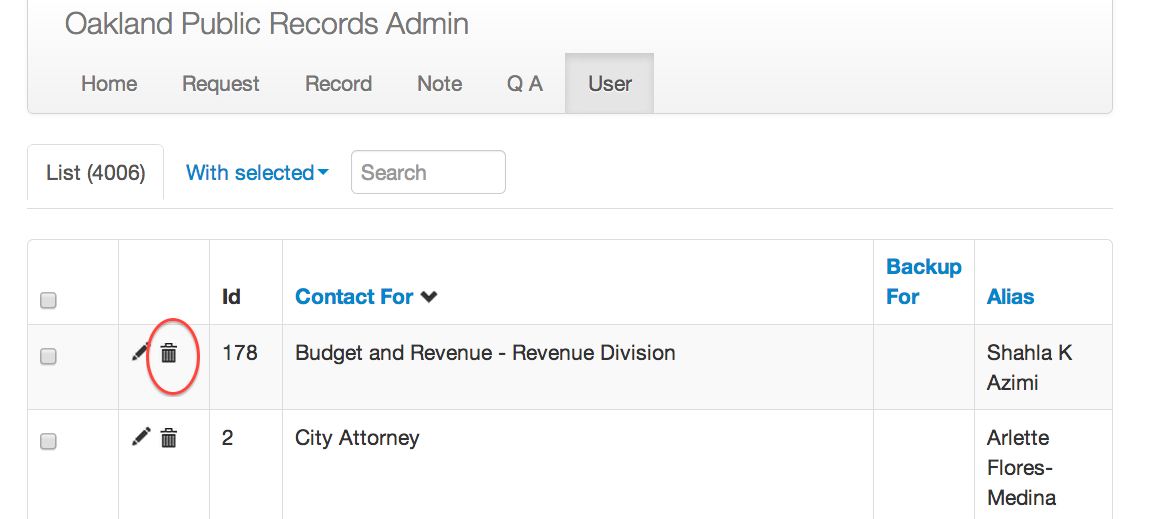 Oakland Public Records Admin
Home Request Record Note Q A User
List (4006) With selected Search
Backup
Id Contact For For Alias
178 Budget and Revenue - Revenue Division Shahla K
Azimi
2 City Attorney Arlette
Flores-
Medina